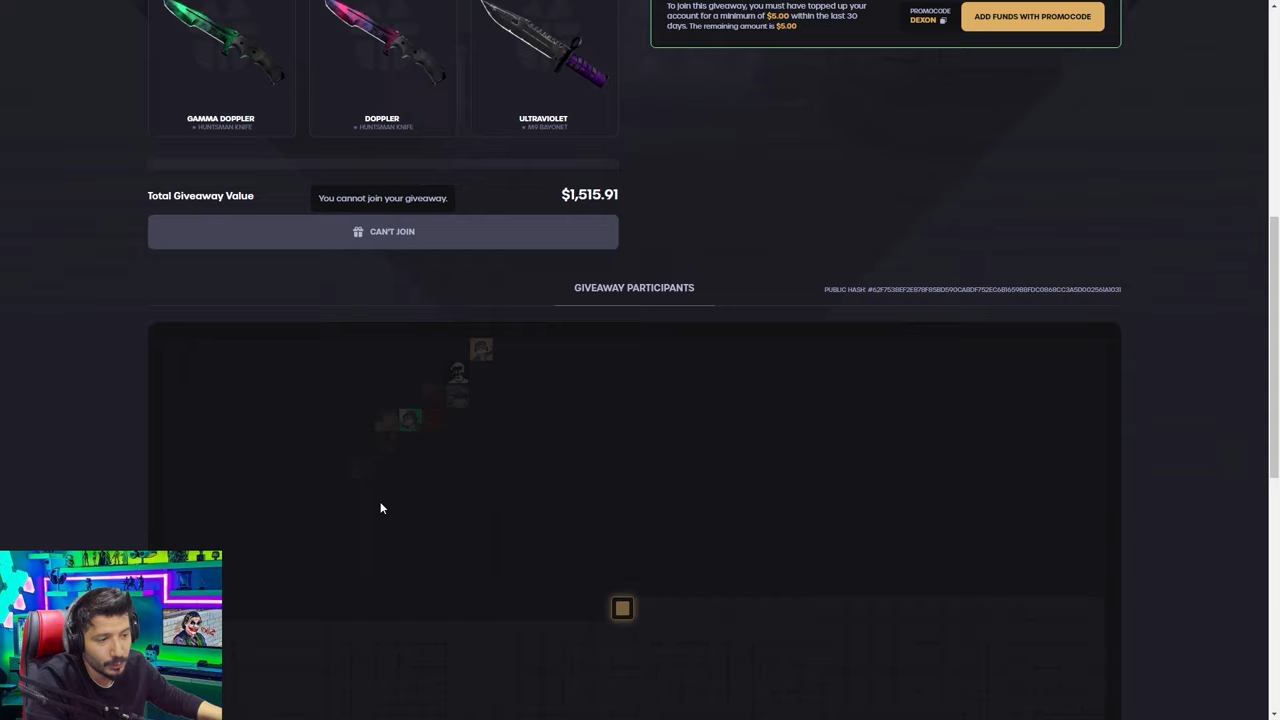 To join this giveaway, you must have topped up your
account for a minimum of $5.00 within the last 30
days. The remaining amount is $5.00
PROMOCODE
DEXON
ADD FUNDS WITH PROMOCODE
GAMMA DOPPLER
★ HUNTSMAN KNIFE
DOPPLER
★ HUNTSMAN KNIFE
ULTRAVIOLET
★ M9 BAYONET
Total Giveaway Value
You cannot join your giveaway.
$1,515.91
CAN'T JOIN
GIVEAWAY PARTICIPANTS
PUBLIC HASH: